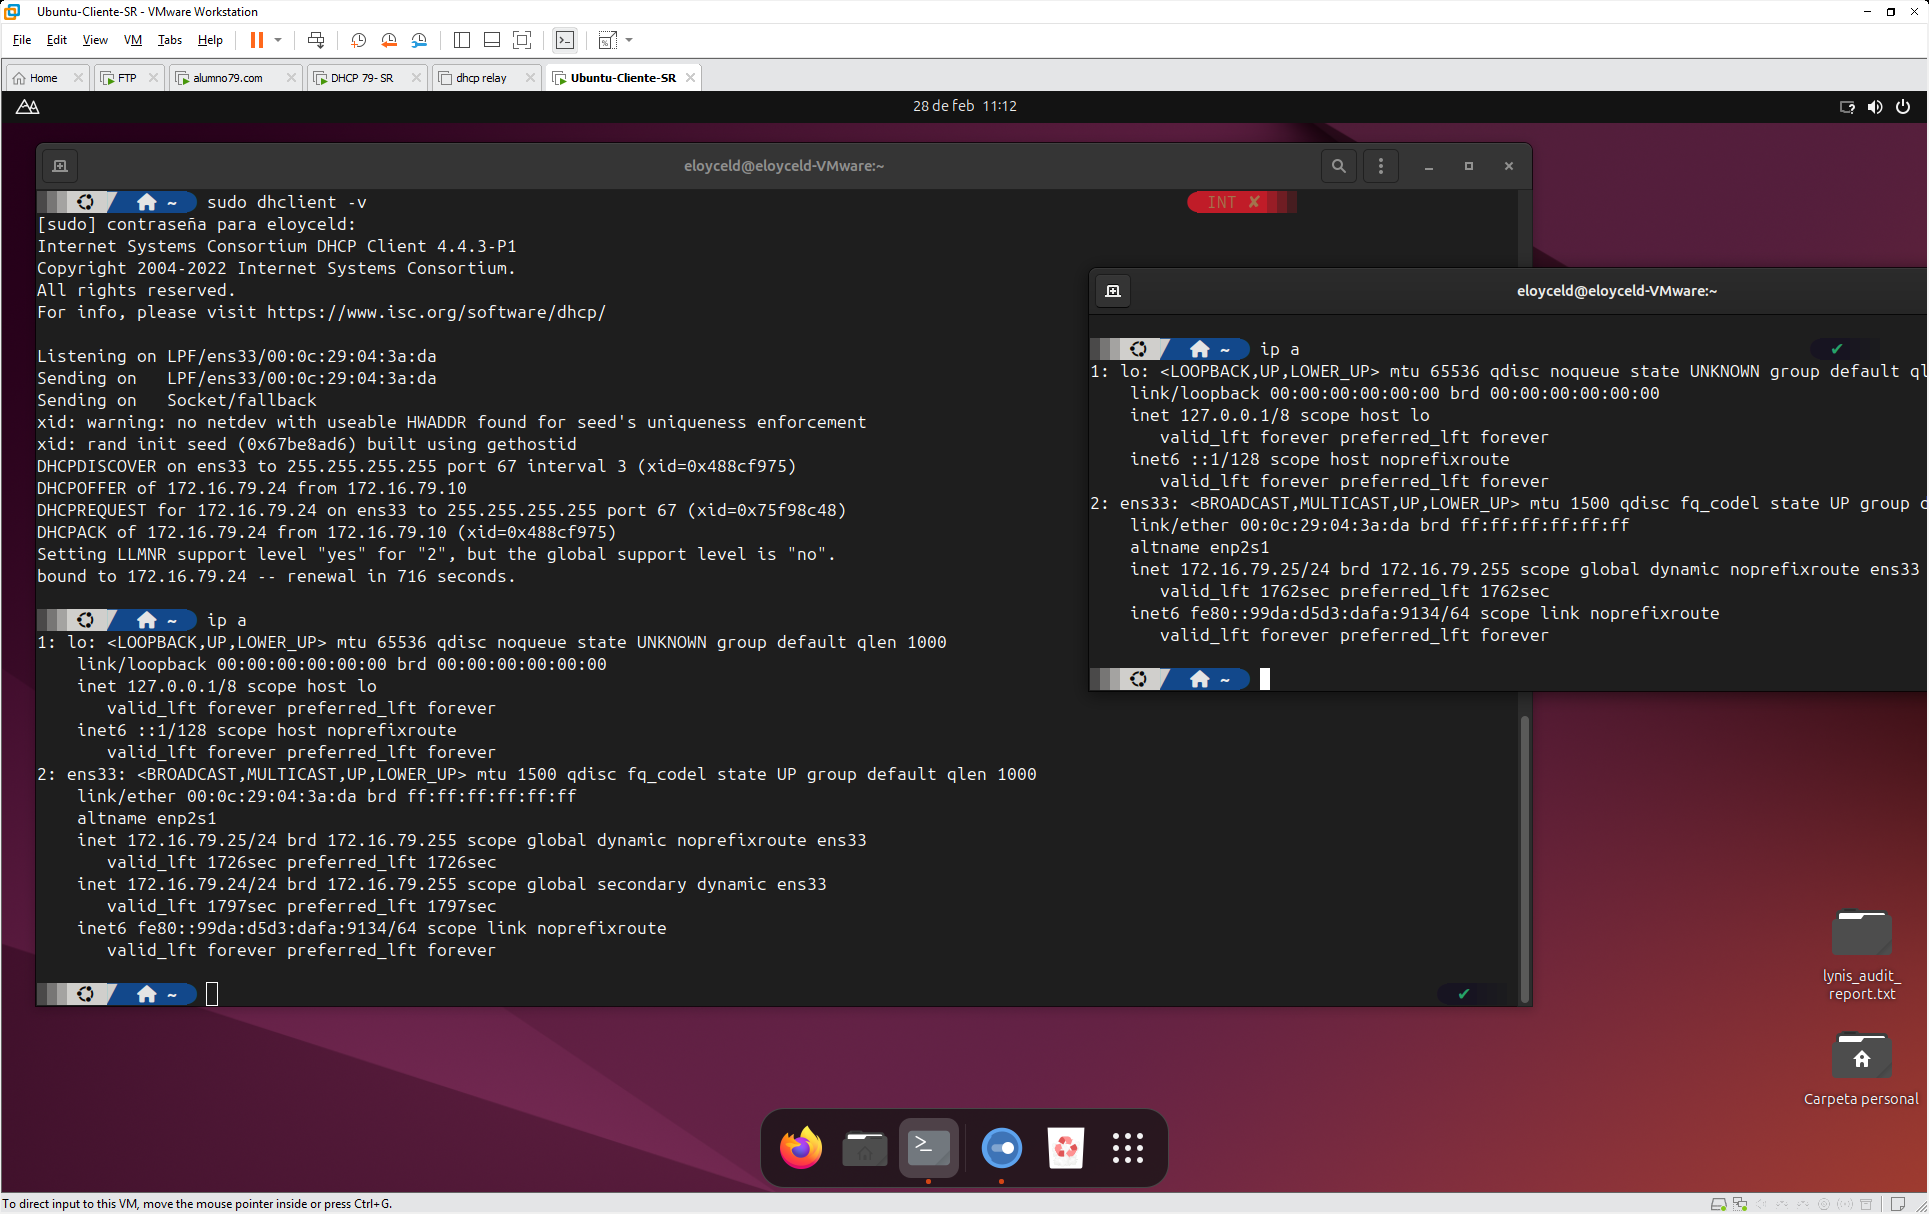 Ubuntu-Cliente-SR - VMware Workstation
File Edit View VM Tabs Help
Home FTP alumno79.com DHCP 79- SR dhcp relay Ubuntu-Cliente-SR
28 de feb 11:12
eloyceld@eloyceld-VMware:~
~ sudo dhclient -v INT ✘
[sudo] contraseña para eloyceld:
Internet Systems Consortium DHCP Client 4.4.3-P1
Copyright 2004-2022 Internet Systems Consortium.
All rights reserved.
For info, please visit https://www.isc.org/software/dhcp/
Listening on LPF/ens33/00:0c:29:04:3a:da
Sending on   LPF/ens33/00:0c:29:04:3a:da
Sending on   Socket/fallback
xid: warning: no netdev with useable HWADDR found for seed's uniqueness enforcement
xid: rand init seed (0x67be8ad6) built using gethostid
DHCPDISCOVER on ens33 to 255.255.255.255 port 67 interval 3 (xid=0x488cf975)
DHCPOFFER of 172.16.79.24 from 172.16.79.10
DHCPREQUEST for 172.16.79.24 on ens33 to 255.255.255.255 port 67 (xid=0x75f98c48)
DHCPACK of 172.16.79.24 from 172.16.79.10 (xid=0x488cf975)
Setting LLMNR support level "yes" for "2", but the global support level is "no".
bound to 172.16.79.24 -- renewal in 716 seconds.
~ ip a
1: lo: <LOOPBACK,UP,LOWER_UP> mtu 65536 qdisc noqueue state UNKNOWN group default qlen 1000
link/loopback 00:00:00:00:00:00 brd 00:00:00:00:00:00
inet 127.0.0.1/8 scope host lo
valid_lft forever preferred_lft forever
inet6 ::1/128 scope host noprefixroute
valid_lft forever preferred_lft forever
2: ens33: <BROADCAST,MULTICAST,UP,LOWER_UP> mtu 1500 qdisc fq_codel state UP group default qlen 1000
link/ether 00:0c:29:04:3a:da brd ff:ff:ff:ff:ff:ff
altname enp2s1
inet 172.16.79.25/24 brd 172.16.79.255 scope global dynamic noprefixroute ens33
valid_lft 1726sec preferred_lft 1726sec
inet 172.16.79.24/24 brd 172.16.79.255 scope global secondary dynamic ens33
valid_lft 1797sec preferred_lft 1797sec
inet6 fe80::99da:d5d3:dafa:9134/64 scope link noprefixroute
valid_lft forever preferred_lft forever
~ ✔
eloyceld@eloyceld-VMware:~
~ ip a ✔
1: lo: <LOOPBACK,UP,LOWER_UP> mtu 65536 qdisc noqueue state UNKNOWN group default ql
link/loopback 00:00:00:00:00:00 brd 00:00:00:00:00:00
inet 127.0.0.1/8 scope host lo
valid_lft forever preferred_lft forever
inet6 ::1/128 scope host noprefixroute
valid_lft forever preferred_lft forever
2: ens33: <BROADCAST,MULTICAST,UP,LOWER_UP> mtu 1500 qdisc fq_codel state UP group
link/ether 00:0c:29:04:3a:da brd ff:ff:ff:ff:ff:ff
altname enp2s1
inet 172.16.79.25/24 brd 172.16.79.255 scope global dynamic noprefixroute ens33
valid_lft 1762sec preferred_lft 1762sec
inet6 fe80::99da:d5d3:dafa:9134/64 scope link noprefixroute
valid_lft forever preferred_lft forever
~
lynis_audit_
report.txt
Carpeta personal
To direct input to this VM, move the mouse pointer inside or press Ctrl+G.